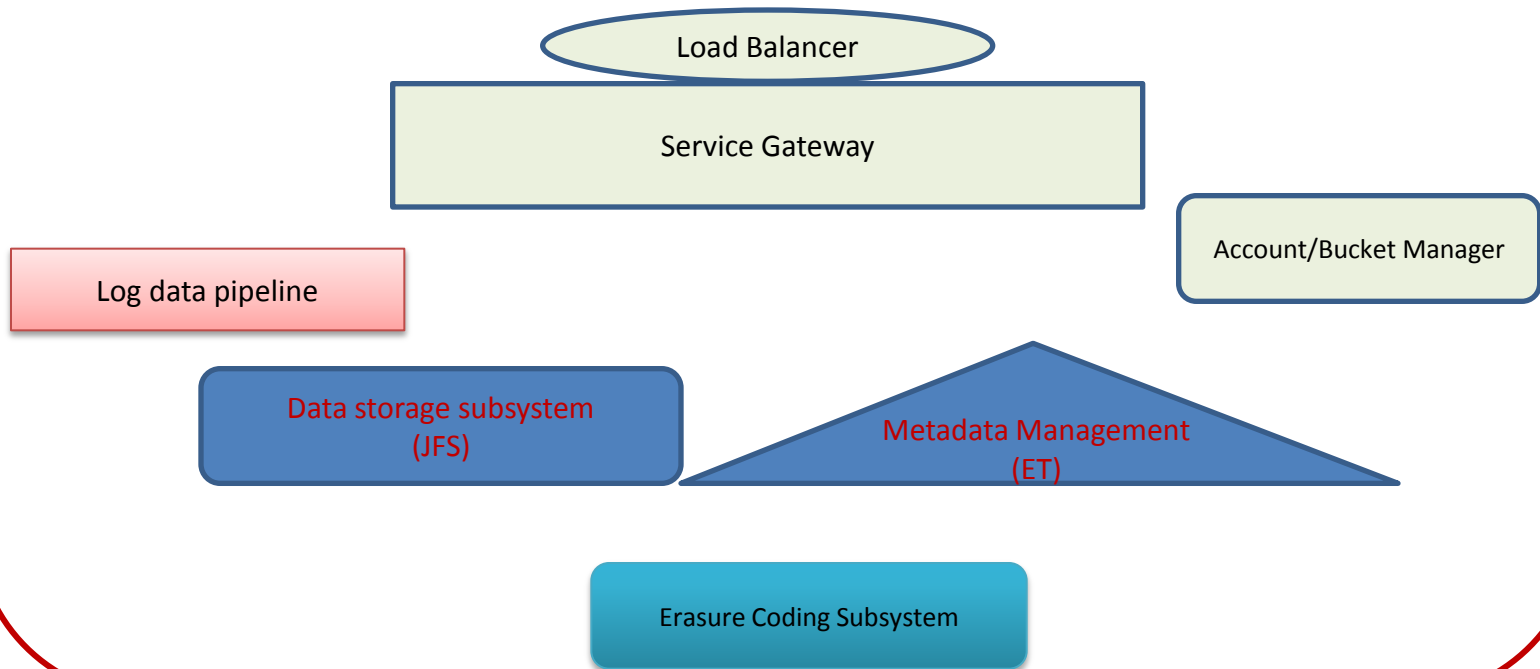 Load Balancer
Service Gateway
Account/Bucket Manager
Log data pipeline
Data storage subsystem
(JFS)
Metadata Management
(ET)
Erasure Coding Subsystem